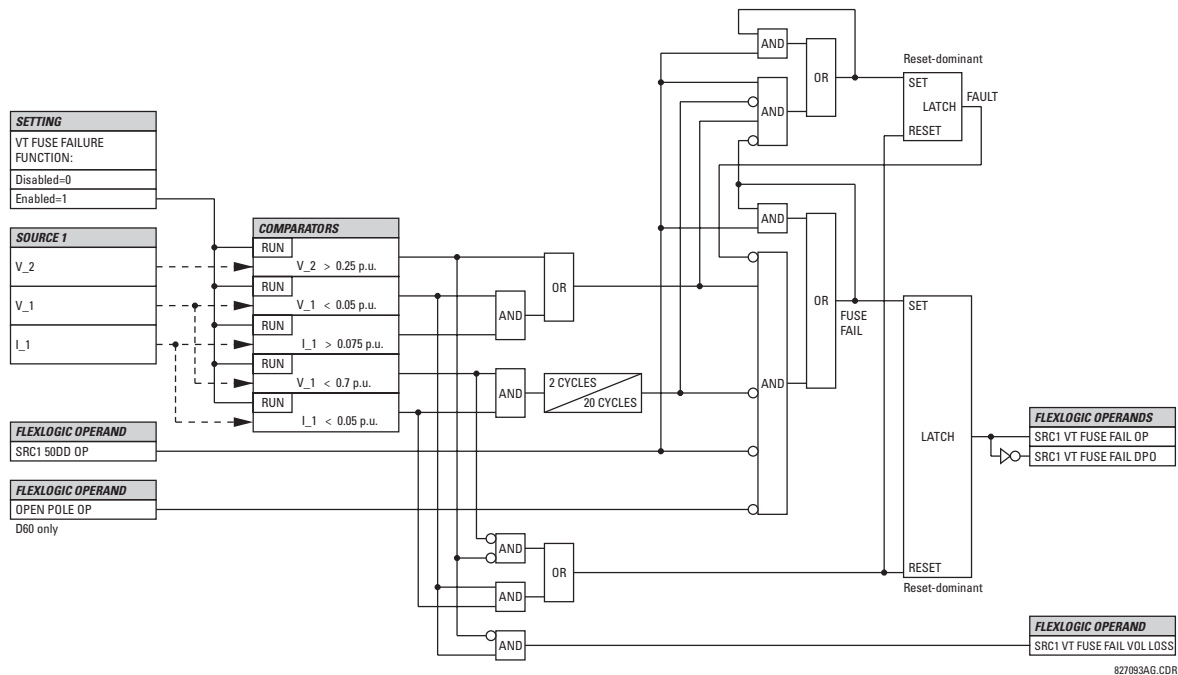 AND
OR
Reset-dominant
SET
LATCH
FAULT
RESET
AND
SETTING
VT FUSE FAILURE
FUNCTION:
Disabled=0
Enabled=1
AND
SOURCE 1
V_2
V_1
I_1
COMPARATORS
RUN
V_2 > 0.25 p.u.
RUN
V_1 < 0.05 p.u.
RUN
I_1 > 0.075 p.u.
RUN
V_1 < 0.7 p.u.
RUN
I_1 < 0.05 p.u.
OR
AND
AND
2 CYCLES
20 CYCLES
OR
FUSE
FAIL
AND
SET
LATCH
RESET
Reset-dominant
FLEXLOGIC OPERAND
SRC1 50DD OP
FLEXLOGIC OPERAND
OPEN POLE OP
D60 only
FLEXLOGIC OPERANDS
SRC1 VT FUSE FAIL OP
SRC1 VT FUSE FAIL DPO
AND
OR
AND
AND
FLEXLOGIC OPERAND
SRC1 VT FUSE FAIL VOL LOSS
827093AG.CDR